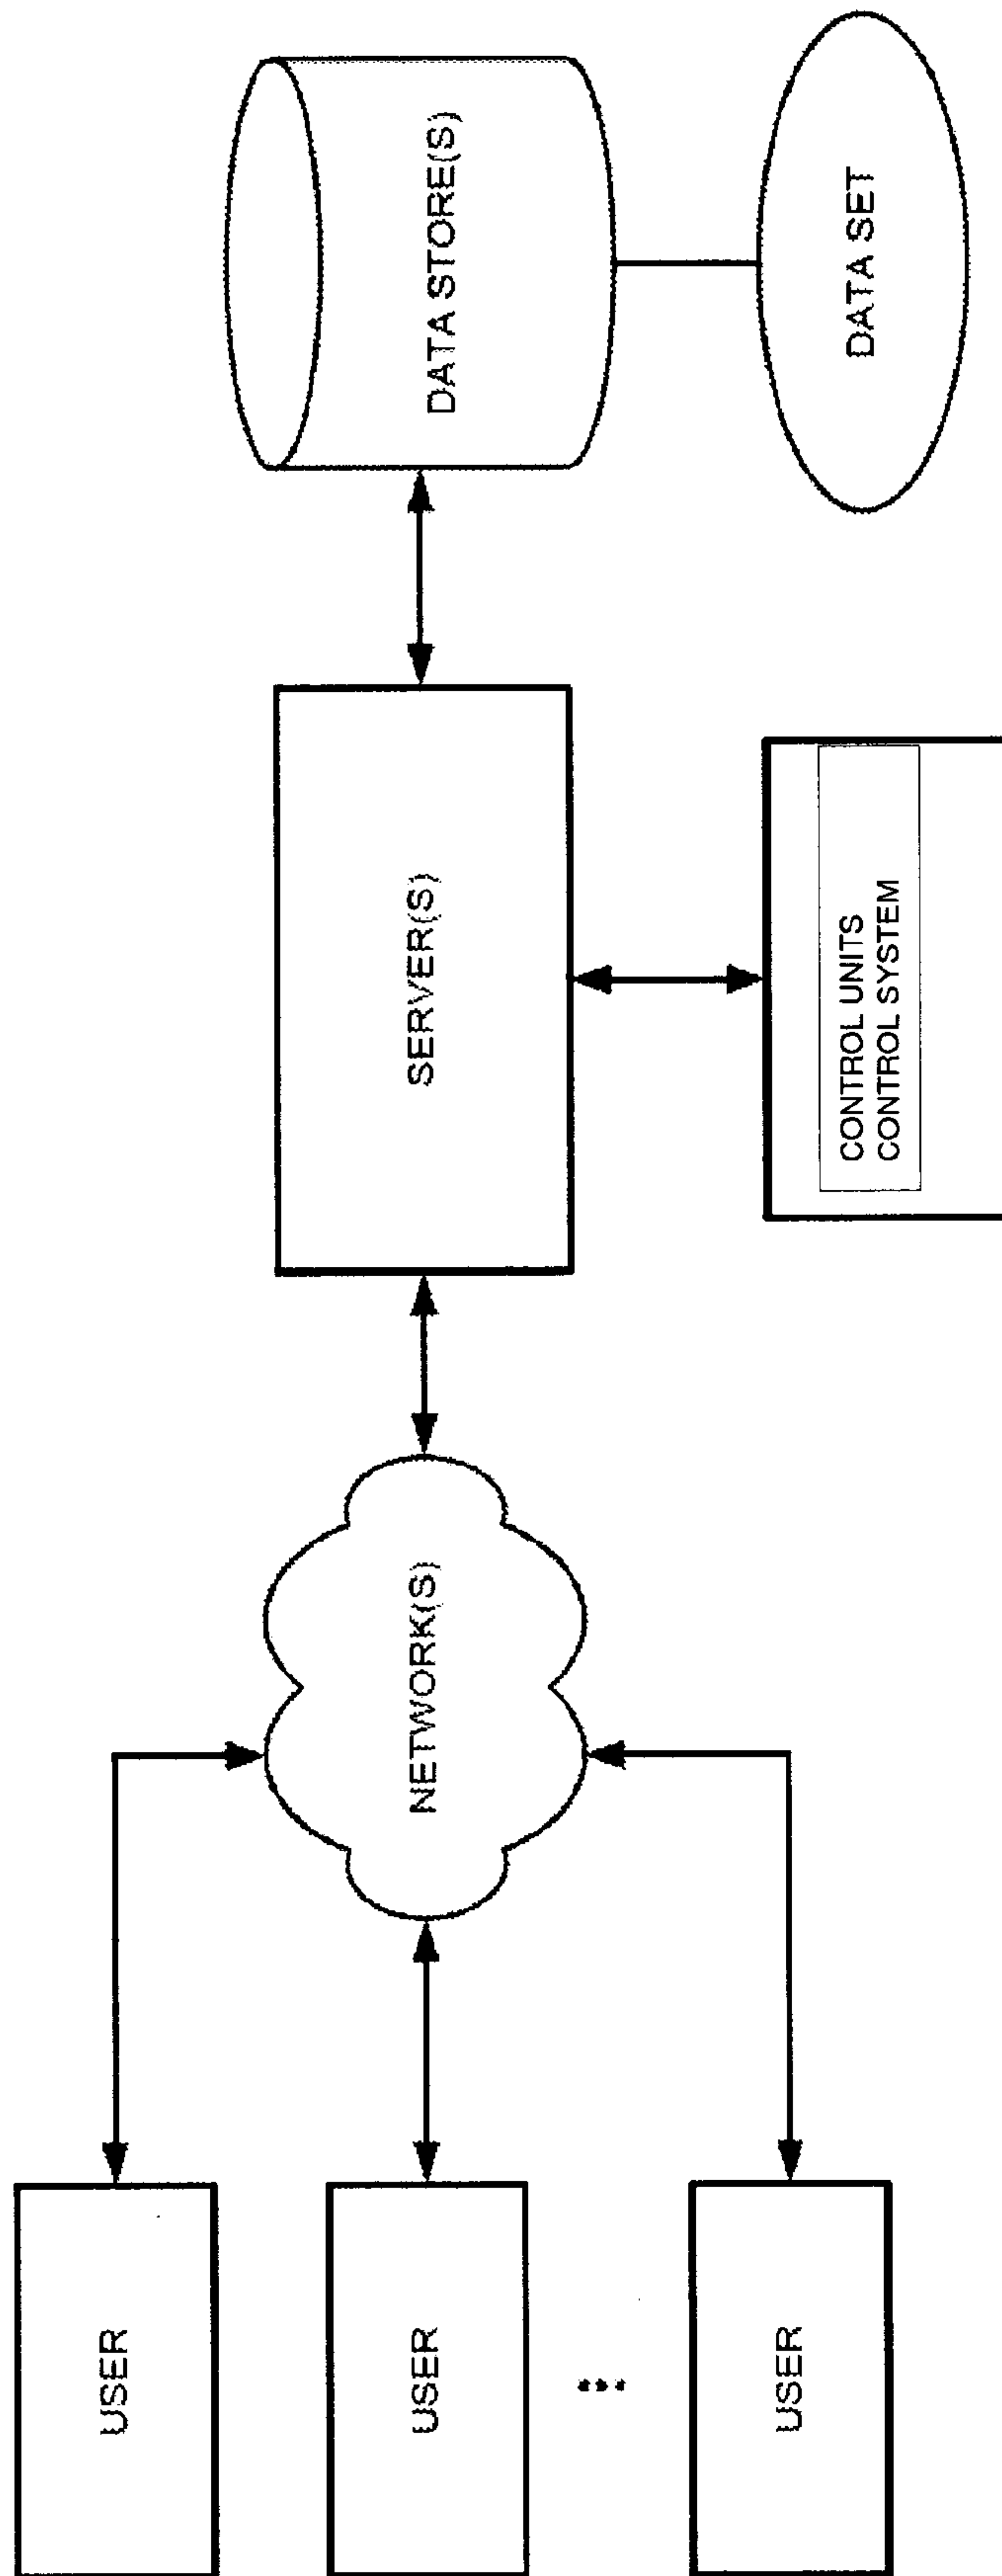 USER
USER
USER
NETWORK(S)
SERVER(S)
CONTROL UNITS
CONTROL SYSTEM
DATA STORE(S)
DATA SET